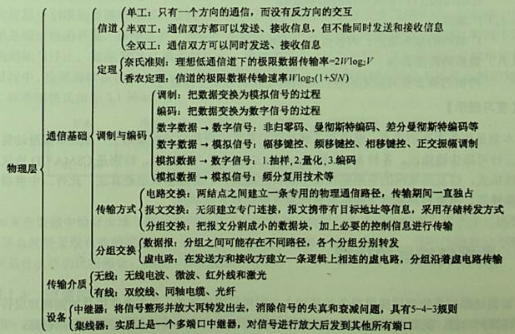 单工：只有一个方向的通信，而没有反方向的交互
信道
半双工：通信双方都可以发送、接收信息，但不能同时发送和接收信息
全双工：通信双方可以同时发送、接收信息
定理
奈氏准则：理想低通信道下的极限数据传输率=2Wlog₂V
香农定理：信道的极限数据传输速率Wlog₂(1+S/N)
调制：把数据变换为模拟信号的过程
编码：把数据变换为数字信号的过程
通信基础
调制与编码
数字数据 → 数字信号：非归零码、曼彻斯特编码、差分曼彻斯特编码等
数字数据 → 模拟信号：幅移键控、频移键控、相移键控、正交振幅调制
物理层
模拟数据 → 数字信号：1.抽样，2.量化，3.编码
模拟数据 → 模拟信号：频分复用技术等
电路交换：两结点之间建立一条专用的物理通信路径，传输期间一直独占
传输方式
报文交换：无须建立专门连接，报文携带有目标地址等信息，采用存储转发方式
分组交换：把报文分割成小的数据块，加上必要的控制信息进行传输
分组交换
数据报：分组之间可能存在不同路径，各个分组分别转发
虚电路：在发送方和接收方建立一条逻辑上相连的虚电路，分组沿着虚电路传输
传输介质
无线：无线电波、微波、红外线和激光
有线：双绞线、同轴电缆、光纤
设备
中继器：将信号整形并放大再转发出去，消除信号的失真和衰减问题，具有5-4-3规则
集线器：实质上是一个多端口中继器，对信号进行放大后发到其他所有端口